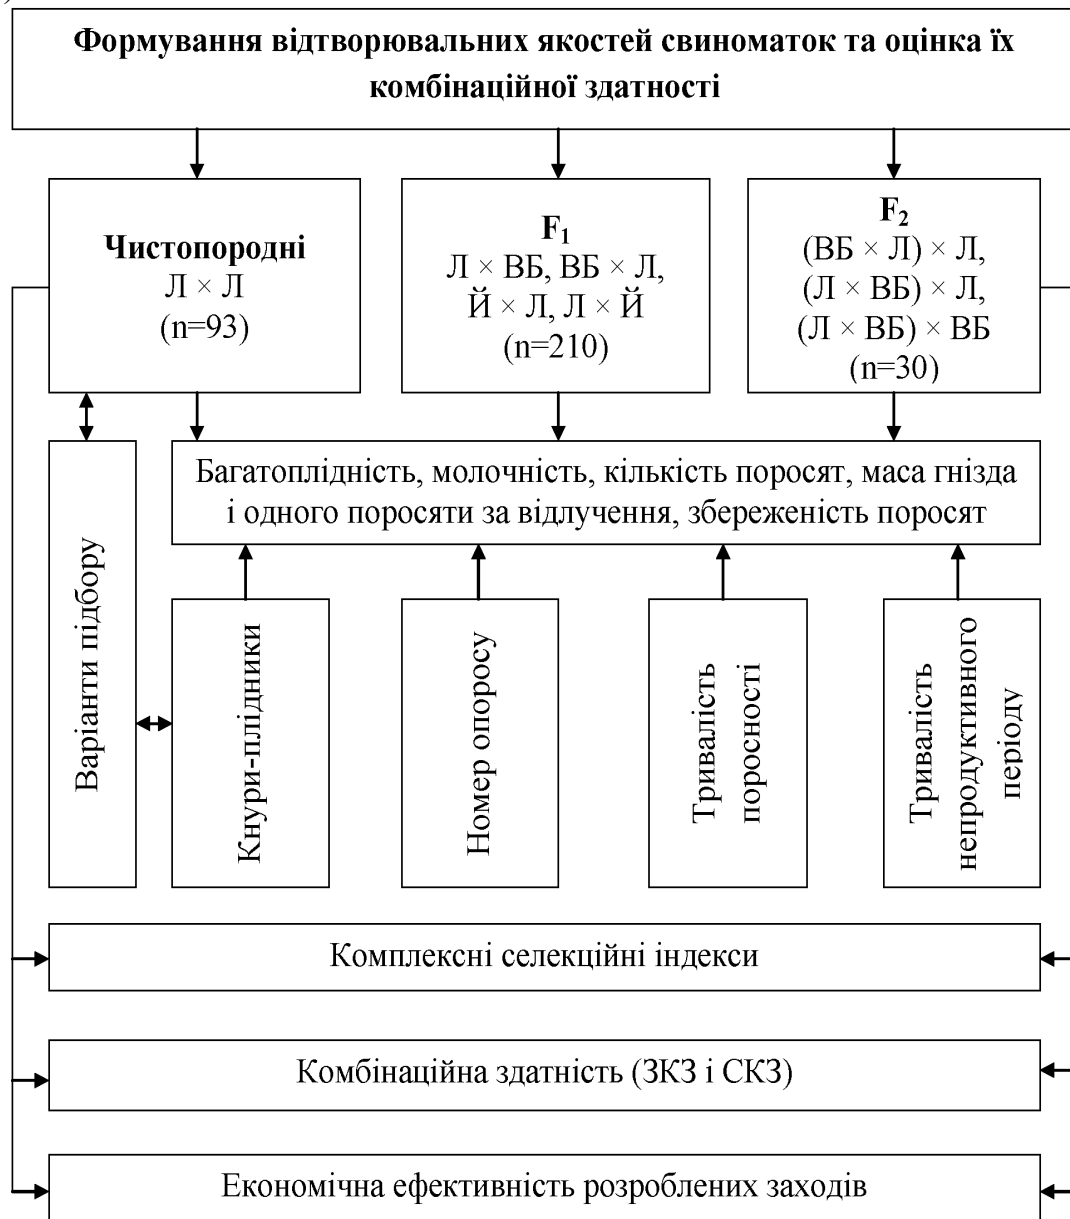 )
Формування відтворювальних якостей свиноматок та оцінка їх
комбінаційної здатності
Чистопородні
Л × Л
(n=93)
F₁
Л × ВБ, ВБ × Л,
Й × Л, Л × Й
(n=210)
F₂
(ВБ × Л) × Л,
(Л × ВБ) × Л,
(Л × ВБ) × ВБ
(n=30)
Багатоплідність, молочність, кількість поросят, маса гнізда
і одного поросяти за відлучення, збереженість поросят
Варіанти підбору
Кнури-плідники
Номер опоросу
Тривалість
поросності
Тривалість
непродуктивного
періоду
Комплексні селекційні індекси
Комбінаційна здатність (ЗКЗ і СКЗ)
Економічна ефективність розроблених заходів